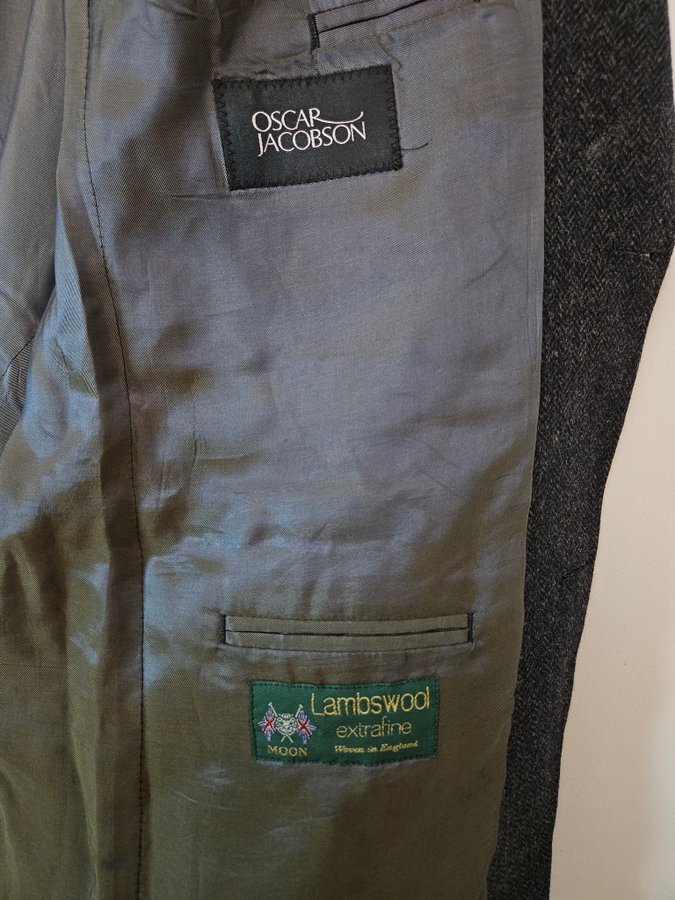 OSCAR
JACOBSON
Lambswool
extrafine
MOON
Woven in England